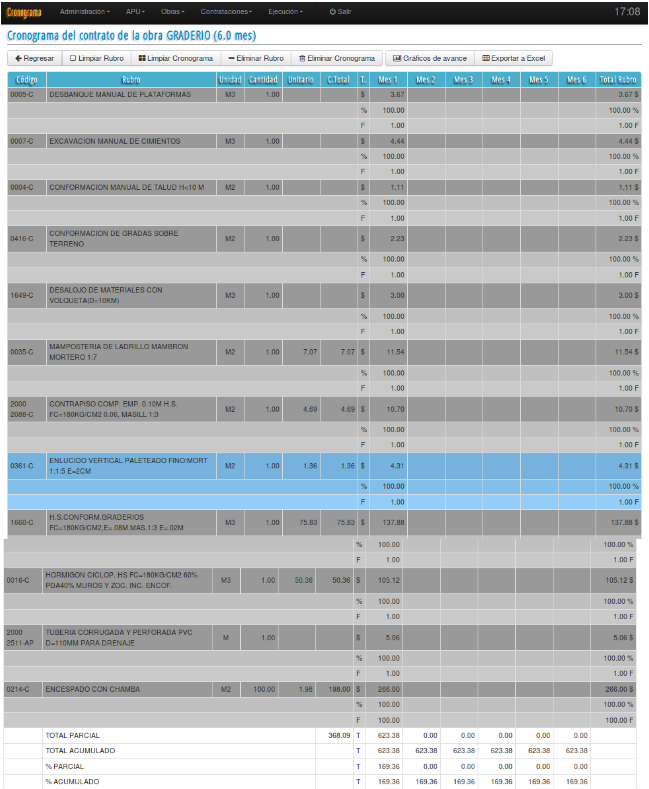 Cronograma Administración APU Obras Contrataciones Ejecución Salir 17:08
Cronograma del contrato de la obra GRADERIO (6.0 mes)
Regresar Limpiar Rubro Limpiar Cronograma Eliminar Rubro Eliminar Cronograma Gráficos de avance Exportar a Excel
Código Rubro Unidad Cantidad Unitario C.Total T. Mes 1 Mes 2 Mes 3 Mes 4 Mes 5 Mes 6 Total Rubro
0005-C DESBANQUE MANUAL DE PLATAFORMAS M3 1.00 $ 3.67 3.67 $
% 100.00 100.00 %
F 1.00 1.00 F
0007-C EXCAVACION MANUAL DE CIMIENTOS M3 1.00 $ 4.44 4.44 $
% 100.00 100.00 %
F 1.00 1.00 F
0004-C CONFORMACION MANUAL DE TALUD H<10 M M2 1.00 $ 1.11 1.11 $
% 100.00 100.00 %
F 1.00 1.00 F
CONFORMACION DE GRADAS SOBRE
0416-C M2 1.00 $ 2.23 2.23 $
TERRENO
% 100.00 100.00 %
F 1.00 1.00 F
DESALOJO DE MATERIALES CON
1649-C M3 1.00 $ 3.00 3.00 $
VOLQUETA(D=10KM)
% 100.00 100.00 %
F 1.00 1.00 F
MAMPOSTERIA DE LADRILLO MAMBRON
0035-C M2 1.00 7.07 7.07 $ 11.54 11.54 $
MORTERO 1:7
% 100.00 100.00 %
F 1.00 1.00 F
2000 CONTRAPISO COMP. EMP. 0.10M H.S.
M2 1.00 4.69 4.69 $ 10.70 10.70 $
2088-C FC=180KG/CM2 0.06, MASILL 1:3
% 100.00 100.00 %
F 1.00 1.00 F
ENLUCIDO VERTICAL PALETEADO FINO:MORT
0361-C M2 1.00 1.36 1.36 $ 4.31 4.31 $
1:1:5 E=2CM
% 100.00 100.00 %
F 1.00 1.00 F
H.S.CONFORM.GRADERIOS
1660-C M3 1.00 75.83 75.83 $ 137.88 137.88 $
FC=180KG/CM2,E=.08M.MAS.1:3 E=.02M
% 100.00 100.00 %
F 1.00 1.00 F
HORMIGON CICLOP. HS FC=180KG/CM2 60%
0016-C M3 1.00 50.36 50.36 $ 105.12 105.12 $
PDA40% MUROS Y ZOC. INC. ENCOF.
% 100.00 100.00 %
F 1.00 1.00 F
2000 TUBERIA CORRUGADA Y PERFORADA PVC
M 1.00 $ 5.06 5.06 $
2511-AP D=110MM PARA DRENAJE
% 100.00 100.00 %
F 1.00 1.00 F
0214-C ENCESPADO CON CHAMBA M2 100.00 1.98 198.00 $ 266.00 266.00 $
% 100.00 100.00 %
F 100.00 100.00 F
TOTAL PARCIAL 368.09 T 623.38 0.00 0.00 0.00 0.00 0.00
TOTAL ACUMULADO T 623.38 623.38 623.38 623.38 623.38 623.38
% PARCIAL T 169.36 0.00 0.00 0.00 0.00 0.00
% ACUMULADO T 169.36 169.36 169.36 169.36 169.36 169.36